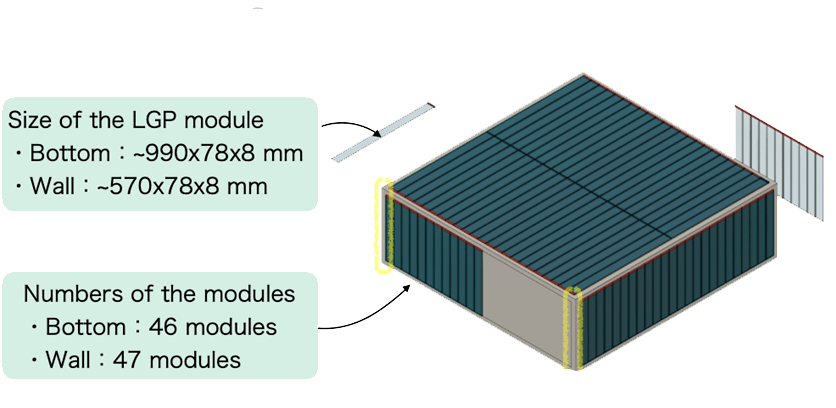 Size of the LGP module
・Bottom：~990x78x8 mm
・Wall：~570x78x8 mm
Numbers of the modules
・Bottom：46 modules
・Wall：47 modules